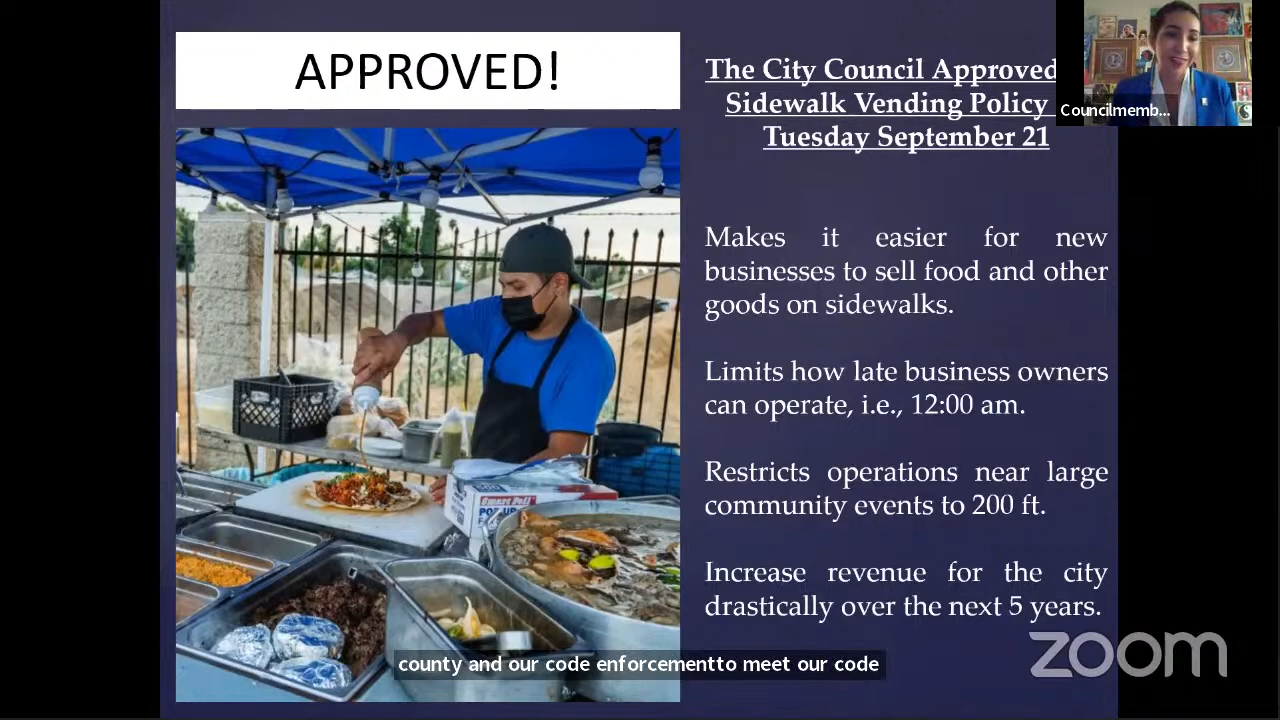 APPROVED!
The City Council Approved
Sidewalk Vending Policy
Tuesday September 21
Councilmemb...
Makes it easier for new
businesses to sell food and other
goods on sidewalks.
Limits how late business owners
can operate, i.e., 12:00 am.
Restricts operations near large
community events to 200 ft.
Increase revenue for the city
drastically over the next 5 years.
POP-UP
county and our code enforcementto meet our code
zoom